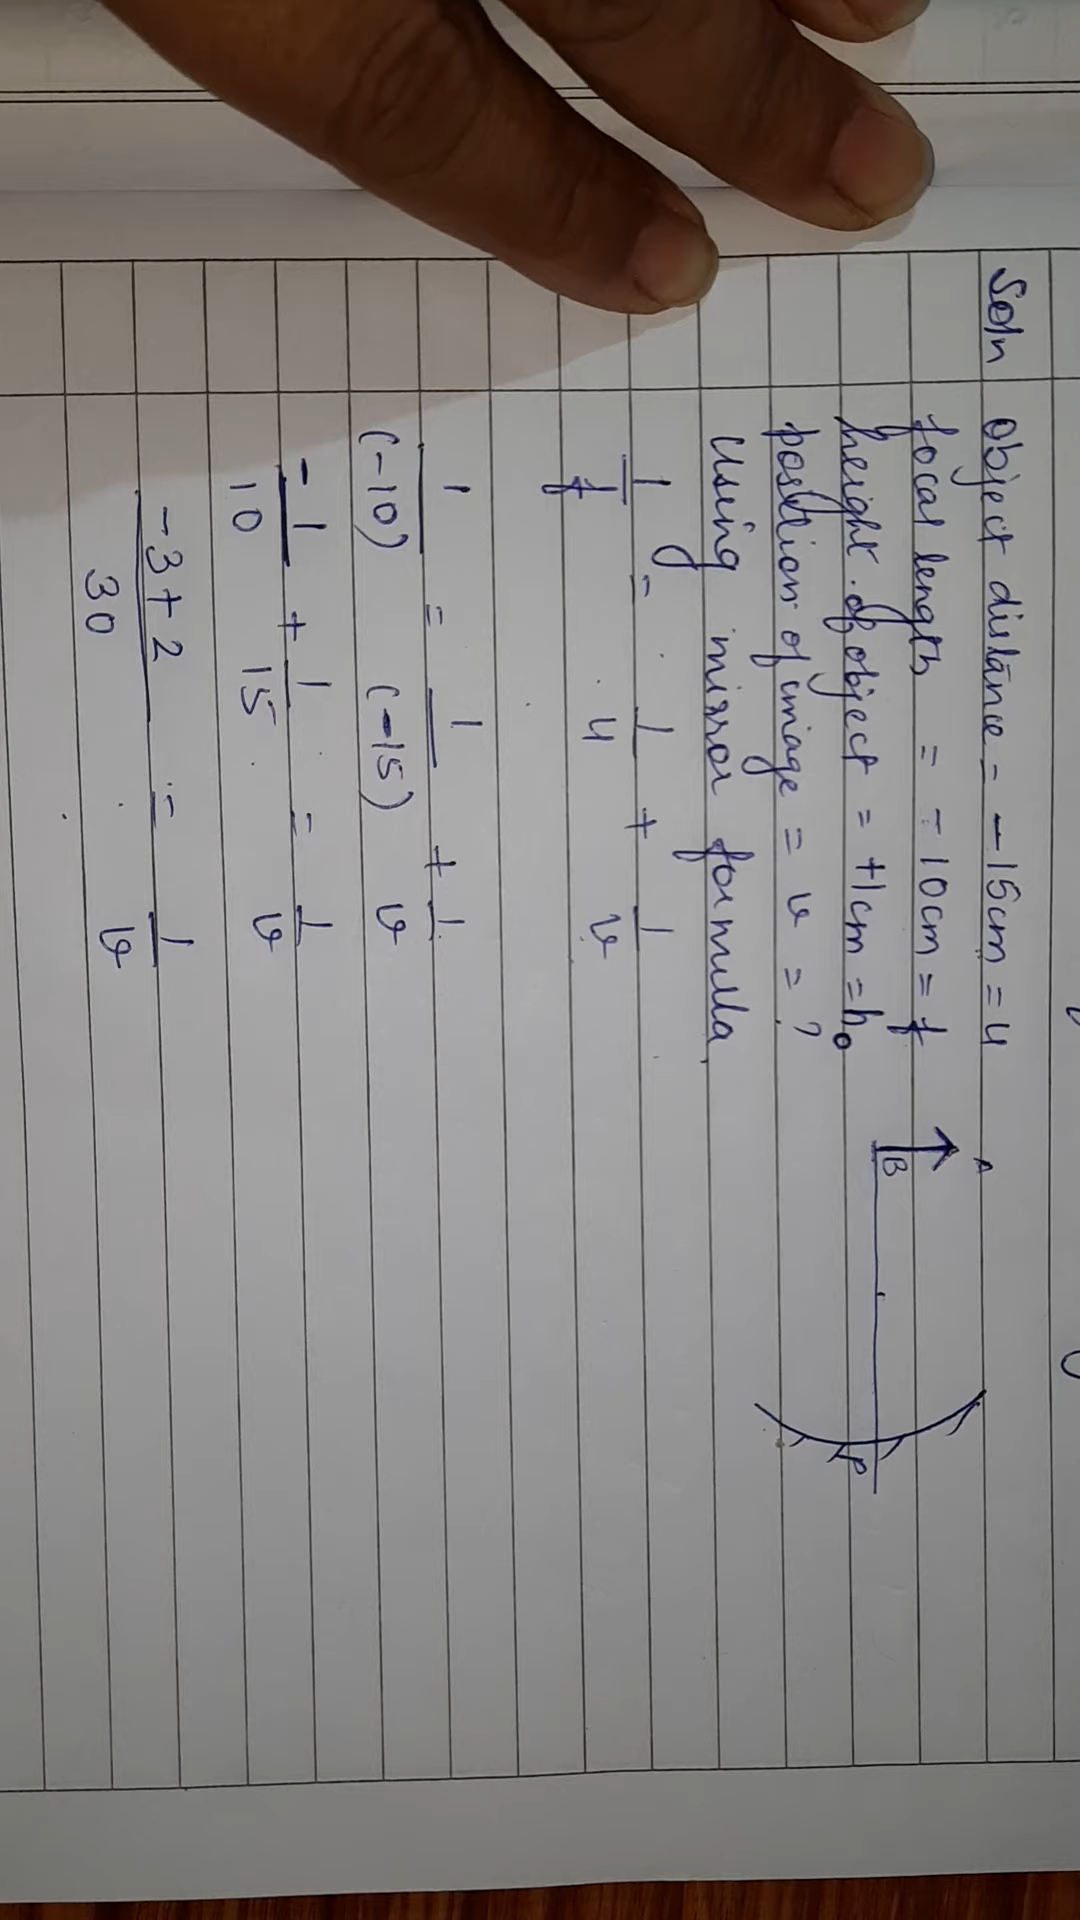 Soln object distance = -15cm = u
focal length = -10cm = f
height of object = +1cm = ho
position of image = v = ?
Using mirror formula
1/f = 1/u + 1/v
1/(-10) = 1/(-15) + 1/v
-1/10 + 1/15 = 1/v
-3+2/30 = 1/v
A
B
P